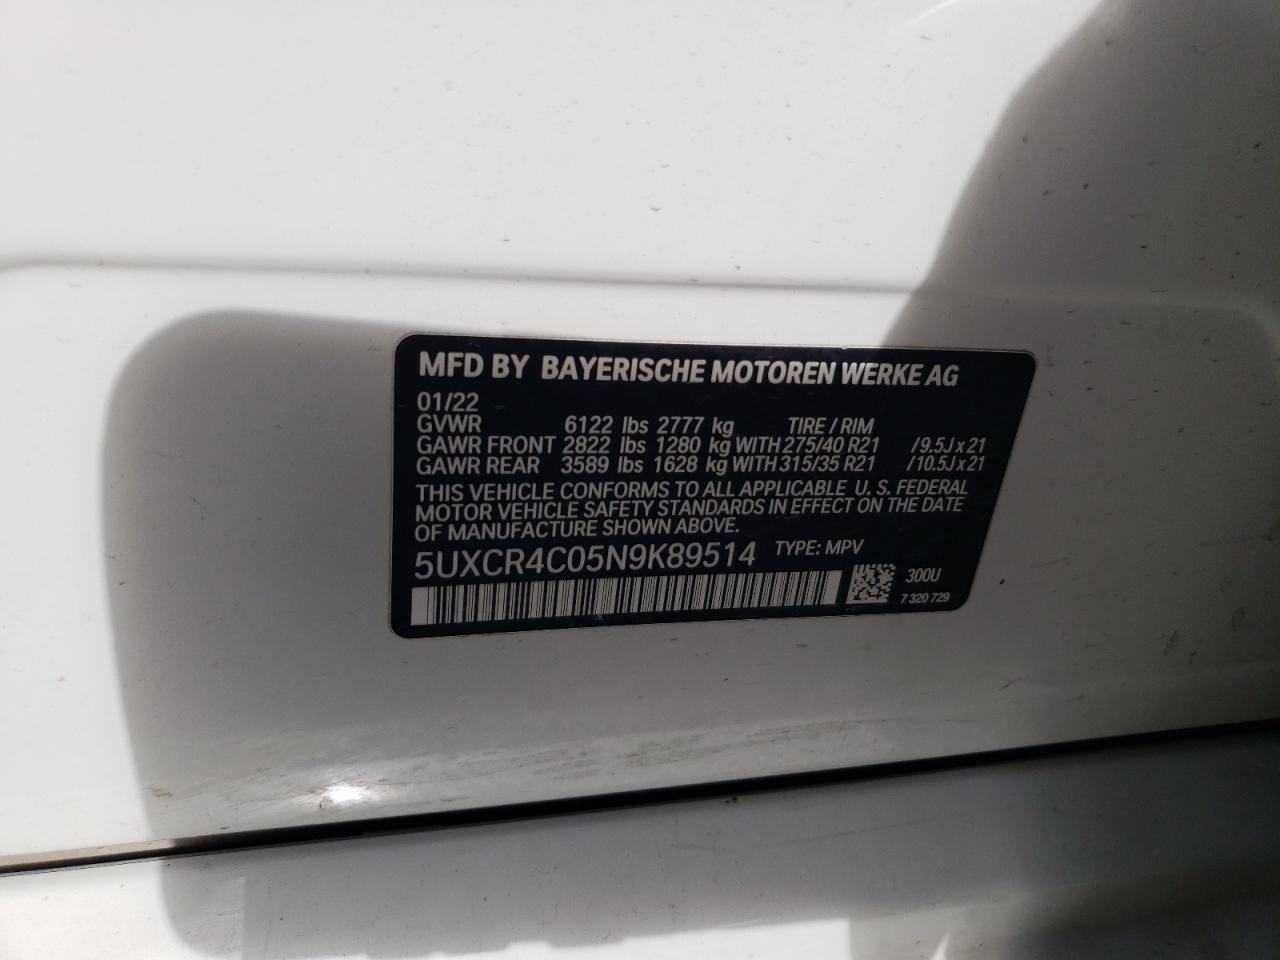 MFD BY BAYERISCHE MOTOREN WERKE AG
01/22
GVWR 6122 lbs 2777 kg TIRE / RIM
GAWR FRONT 2822 lbs 1280 kg WITH 275/40 R21 /9.5J x 21
GAWR REAR 3589 lbs 1628 kg WITH 315/35 R21 /10.5J x 21
THIS VEHICLE CONFORMS TO ALL APPLICABLE U. S. FEDERAL
MOTOR VEHICLE SAFETY STANDARDS IN EFFECT ON THE DATE
OF MANUFACTURE SHOWN ABOVE.
5UXCR4C05N9K89514 TYPE: MPV
300U
7 320 729